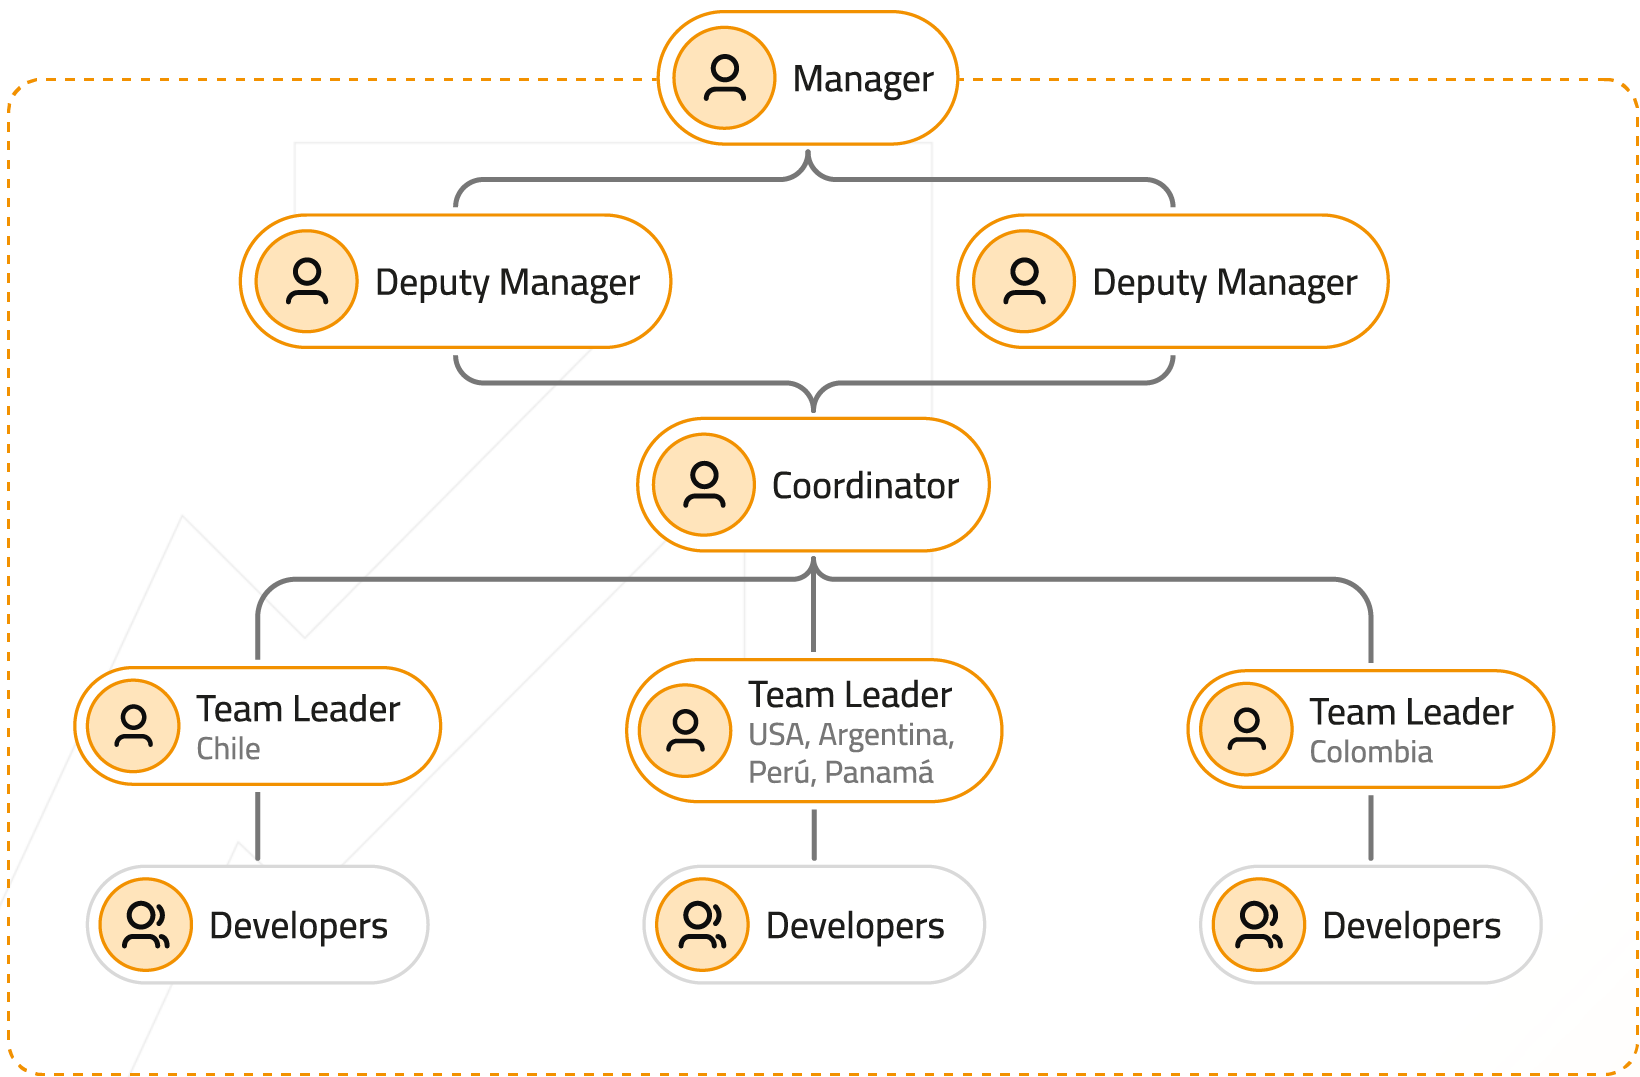 Manager
Deputy Manager
Deputy Manager
Coordinator
Team Leader
Chile
Team Leader
USA, Argentina,
Perú, Panamá
Team Leader
Colombia
Developers
Developers
Developers